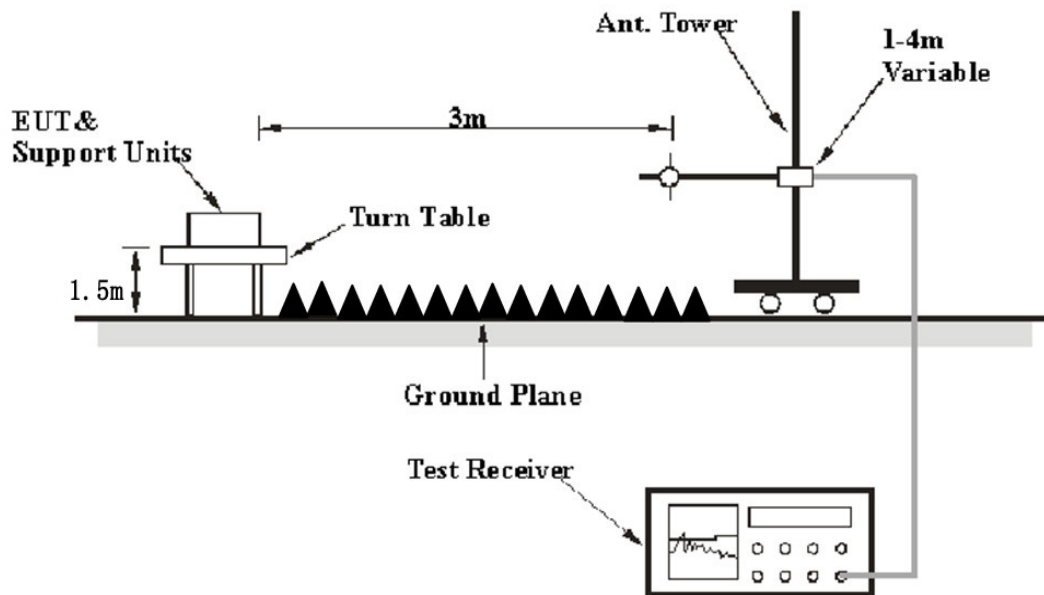 Ant. Tower
1-4m
Variable
3m
EUT&
Support Units
Turn Table
1.5m
Ground Plane
Test Receiver